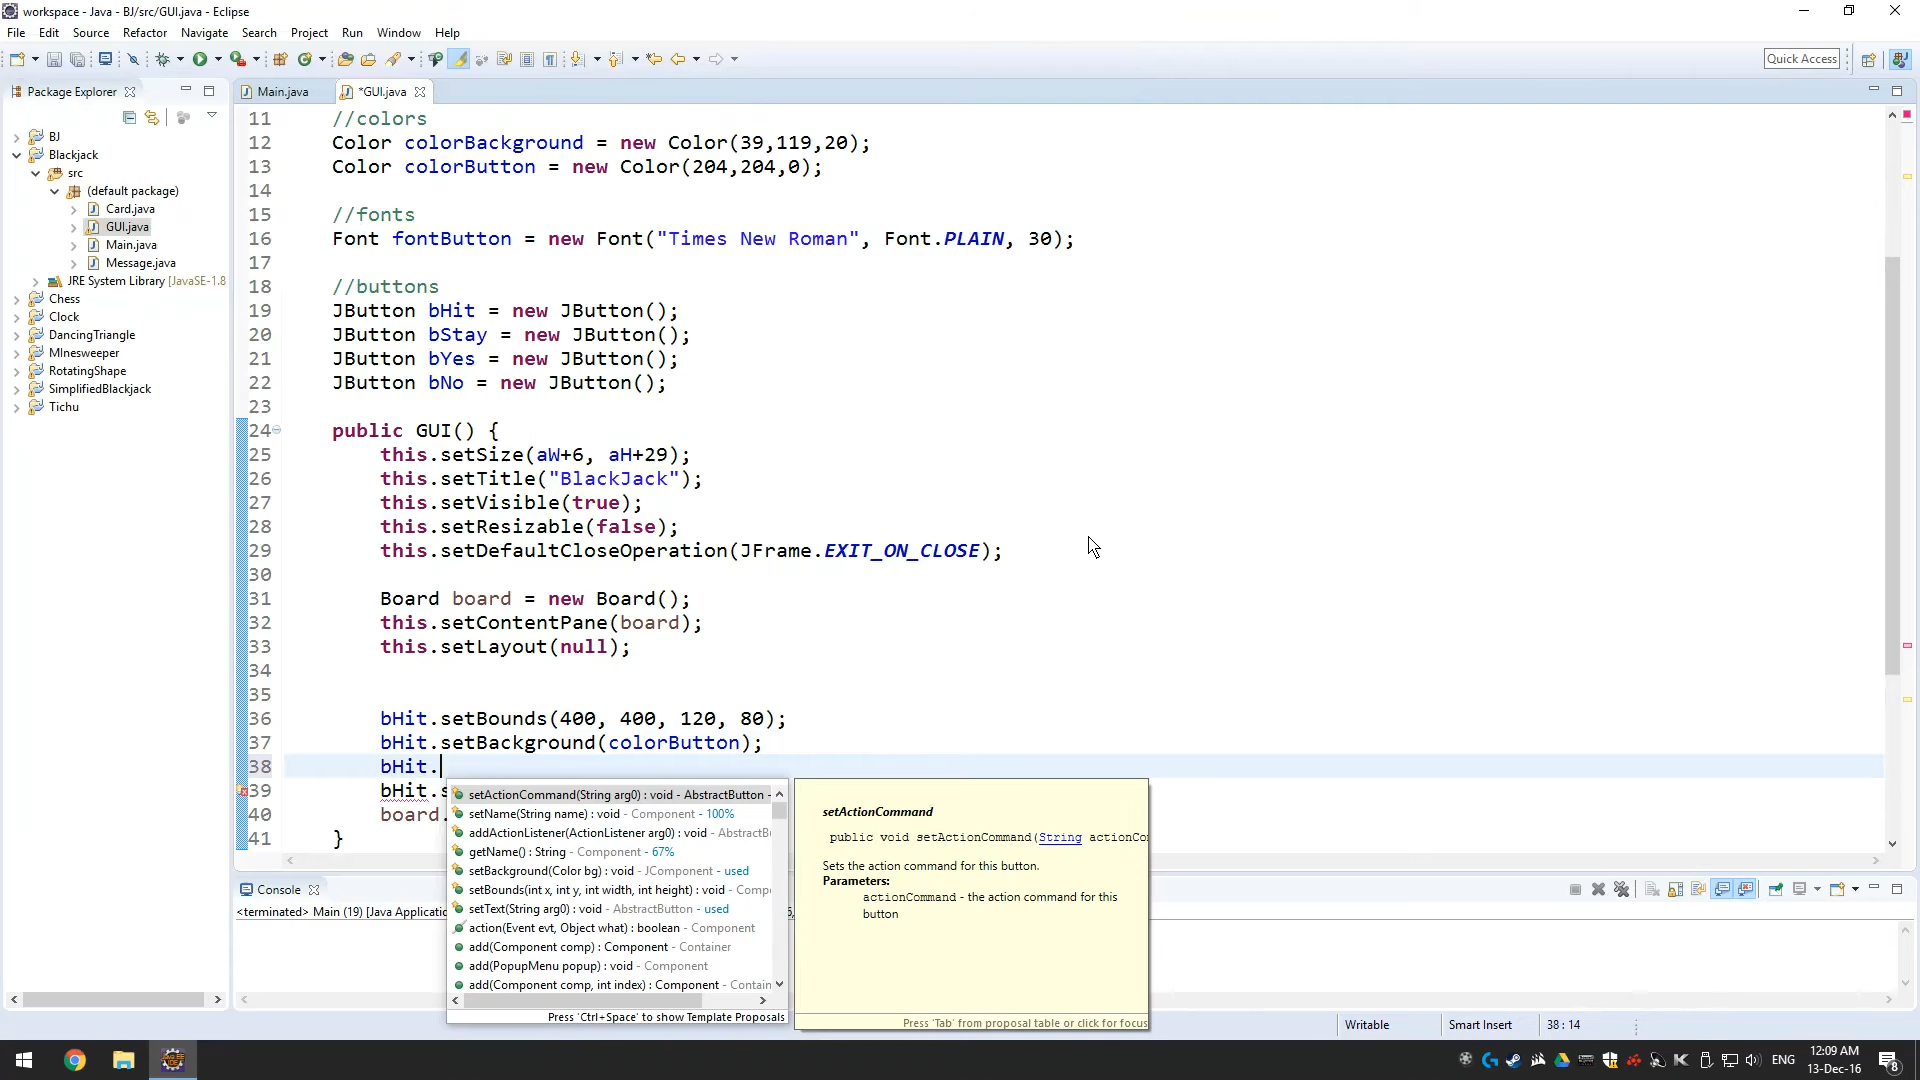 workspace - Java - BJ/src/GUI.java - Eclipse
File Edit Source Refactor Navigate Search Project Run Window Help
Quick Access
Package Explorer
Main.java
*GUI.java
BJ
Blackjack
src
(default package)
Card.java
GUI.java
Main.java
Message.java
JRE System Library [JavaSE-1.8
Chess
Clock
DancingTriangle
MInesweeper
RotatingShape
SimplifiedBlackjack
Tichu
11 //colors
12 Color colorBackground = new Color(39,119,20);
13 Color colorButton = new Color(204,204,0);
14
15 //fonts
16 Font fontButton = new Font("Times New Roman", Font.PLAIN, 30);
17
18 //buttons
19 JButton bHit = new JButton();
20 JButton bStay = new JButton();
21 JButton bYes = new JButton();
22 JButton bNo = new JButton();
23
24 public GUI() {
25 this.setSize(aW+6, aH+29);
26 this.setTitle("BlackJack");
27 this.setVisible(true);
28 this.setResizable(false);
29 this.setDefaultCloseOperation(JFrame.EXIT_ON_CLOSE);
30
31 Board board = new Board();
32 this.setContentPane(board);
33 this.setLayout(null);
34
35
36 bHit.setBounds(400, 400, 120, 80);
37 bHit.setBackground(colorButton);
38 bHit.
39 bHit.s
40 board.
41 }
setActionCommand(String arg0) : void - AbstractButton -
setName(String name) : void - Component - 100%
addActionListener(ActionListener arg0) : void - AbstractBu
getName() : String - Component - 67%
setBackground(Color bg) : void - JComponent - used
setBounds(int x, int y, int width, int height) : void - Compo
setText(String arg0) : void - AbstractButton - used
action(Event evt, Object what) : boolean - Component
add(Component comp) : Component - Container
add(PopupMenu popup) : void - Component
add(Component comp, int index) : Component - Contain
Press 'Ctrl+Space' to show Template Proposals
setActionCommand
public void setActionCommand(String actionCo
Sets the action command for this button.
Parameters:
actionCommand - the action command for this
button
Press 'Tab' from proposal table or click for focus
Console
<terminated> Main (19) [Java Applicatio
Writable
Smart Insert
38 : 14
ENG
12:09 AM
13-Dec-16
8